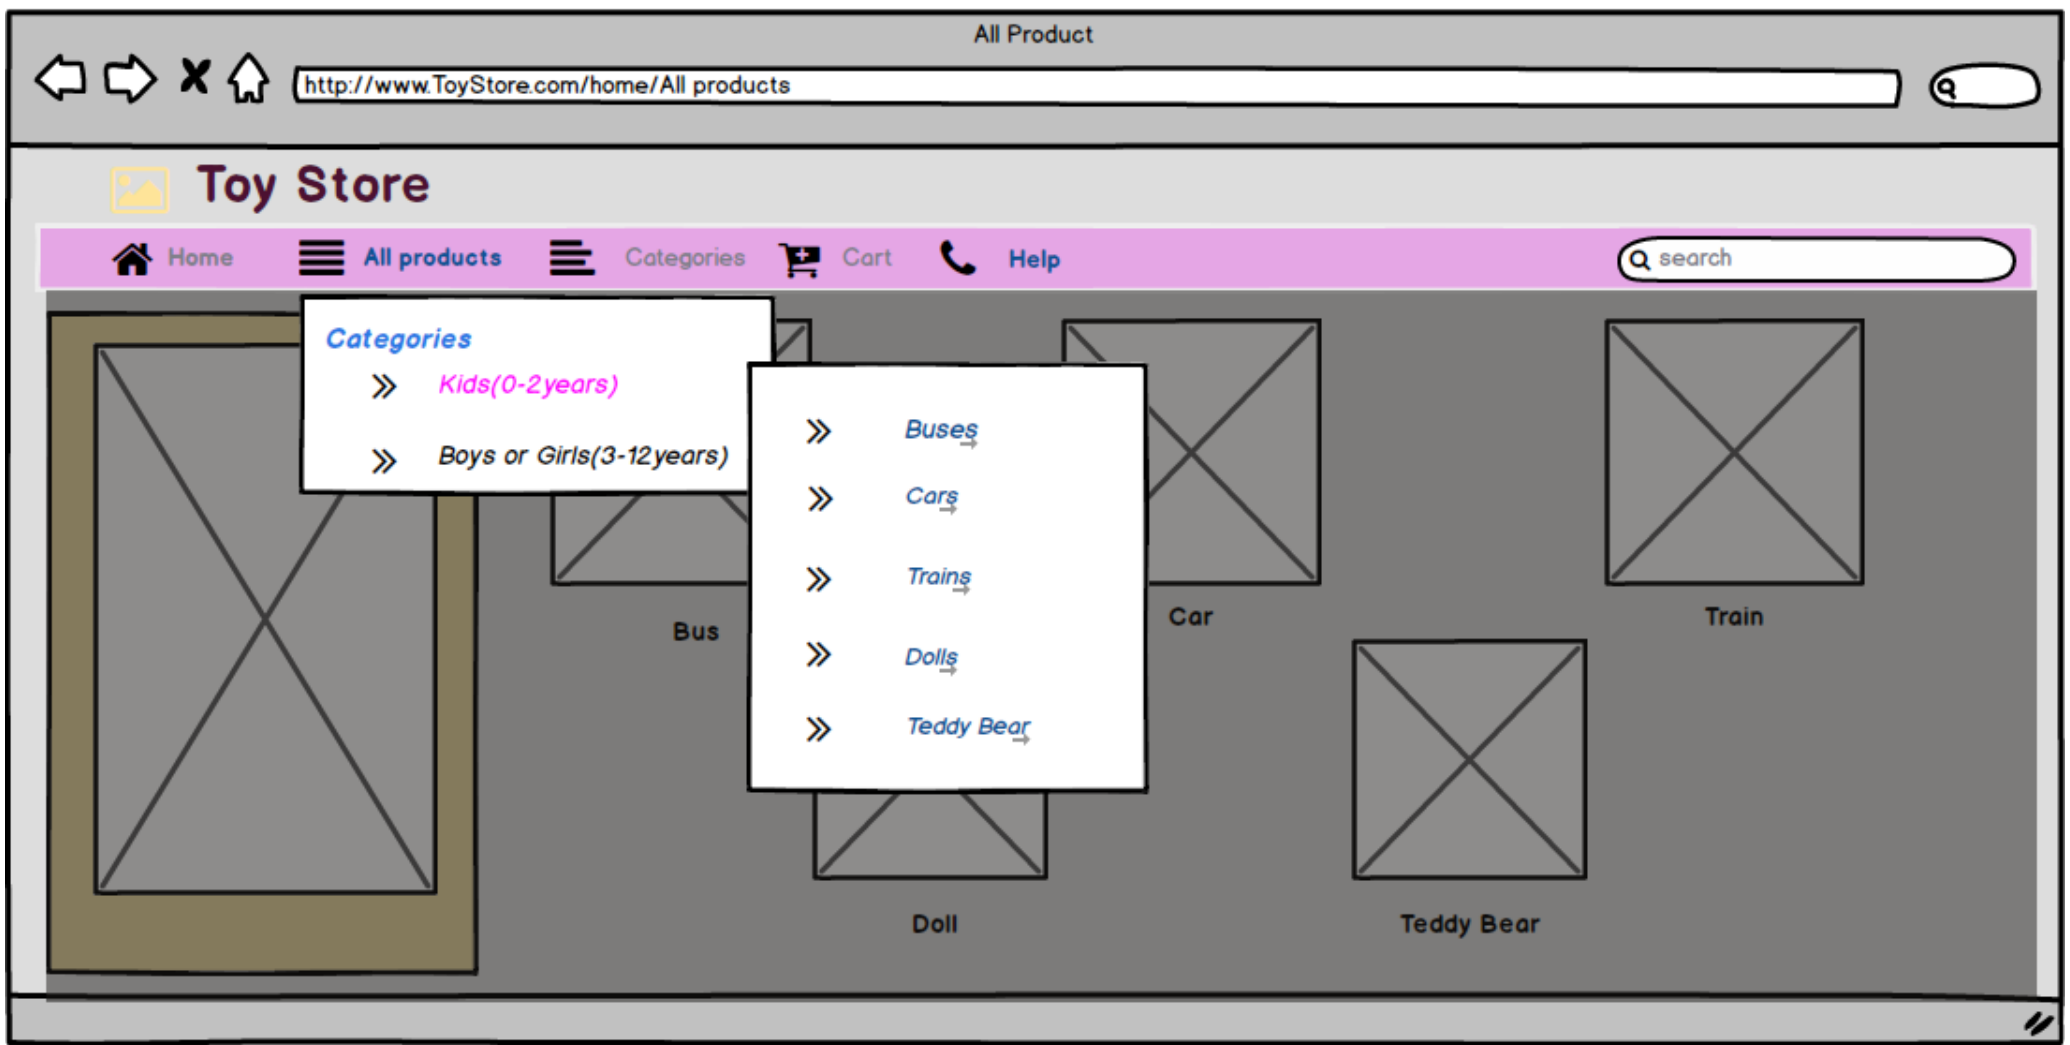 All Product
http://www.ToyStore.com/home/All products
Toy Store
Home All products Categories Cart Help search
Categories
Kids(0-2years)
Boys or Girls(3-12years)
Buses
Cars
Trains
Dolls
Teddy Bear
Bus
Car
Train
Doll
Teddy Bear